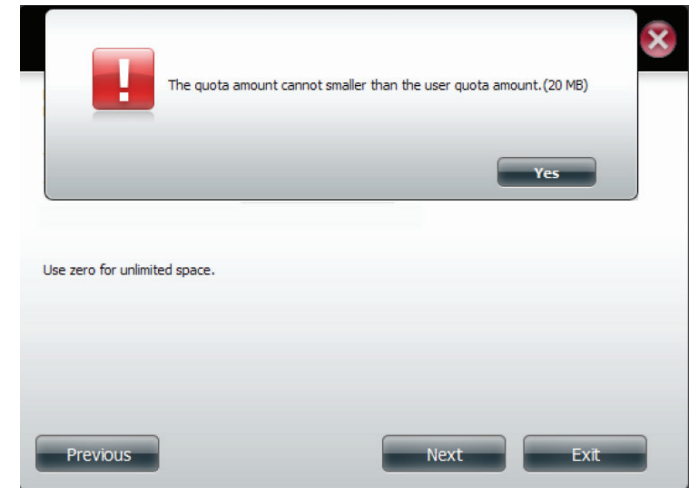 The quota amount cannot smaller than the user quota amount.(20 MB)
Yes
Use zero for unlimited space.
Previous Next Exit